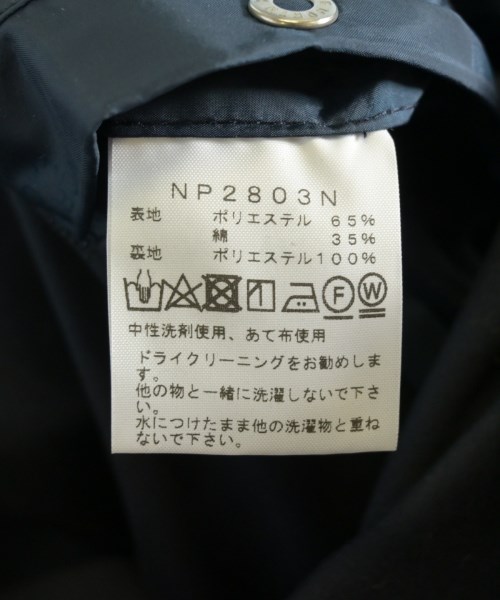 NP2803N
表地 ポリエステル 65%
綿 35%
裏地 ポリエステル100%
F W
中性洗剤使用、あて布使用
ドライクリーニングをお勧めしま
す。
他の物と一緒に洗濯しないで下さ
い。
水につけたまま他の洗濯物と重ね
ないで下さい。